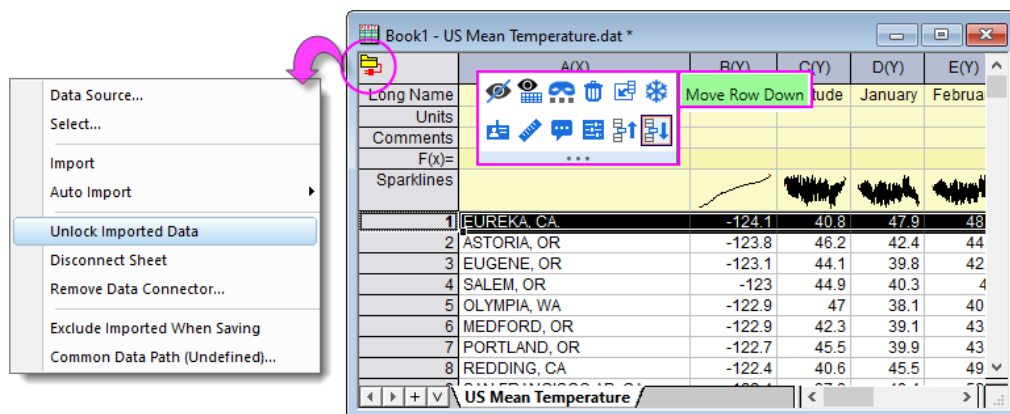 Data Source...
Select...
Import
Auto Import
Unlock Imported Data
Disconnect Sheet
Remove Data Connector...
Exclude Imported When Saving
Common Data Path (Undefined)...
Book1 - US Mean Temperature.dat *
A(X) B(Y) C(Y) D(Y) E(Y)
Long Name Move Row Down tude January Februa
Units
Comments
F(x)=
Sparklines
1 EUREKA, CA. -124.1 40.8 47.9 48
2 ASTORIA, OR -123.8 46.2 42.4 44
3 EUGENE, OR -123.1 44.1 39.8 42
4 SALEM, OR -123 44.9 40.3 4
5 OLYMPIA, WA -122.9 47 38.1 40
6 MEDFORD, OR -122.9 42.3 39.1 43
7 PORTLAND, OR -122.7 45.5 39.9 43
8 REDDING, CA -122.4 40.6 45.5 49
US Mean Temperature